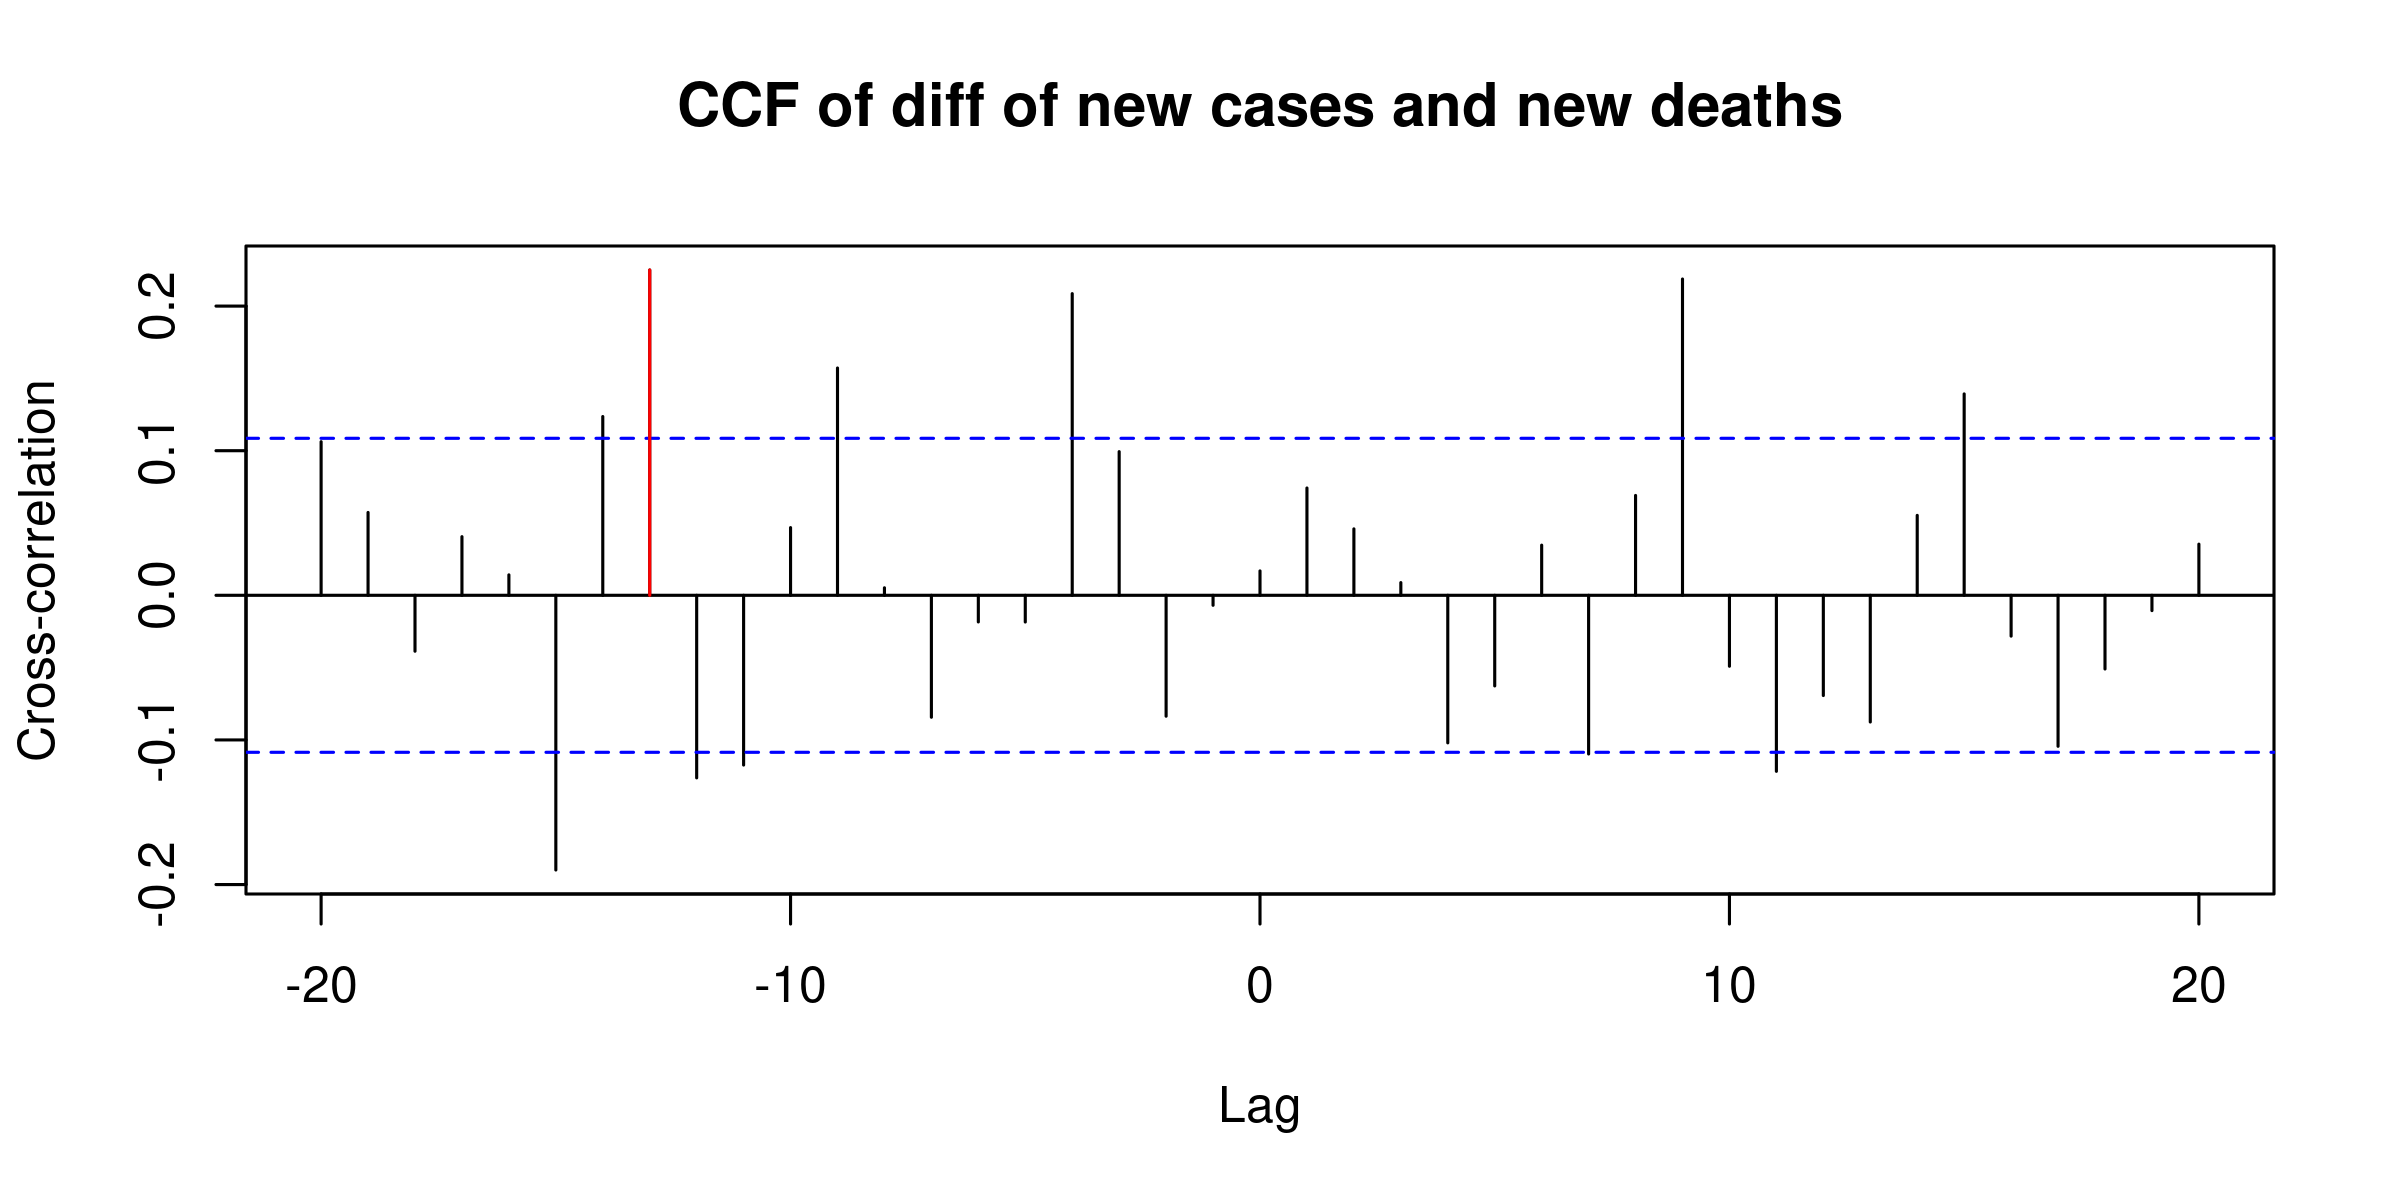 CCF of diff of new cases and new deaths
Cross-correlation
0.2
0.1
0.0
-0.1
-0.2
-20 -10 0 10 20
Lag